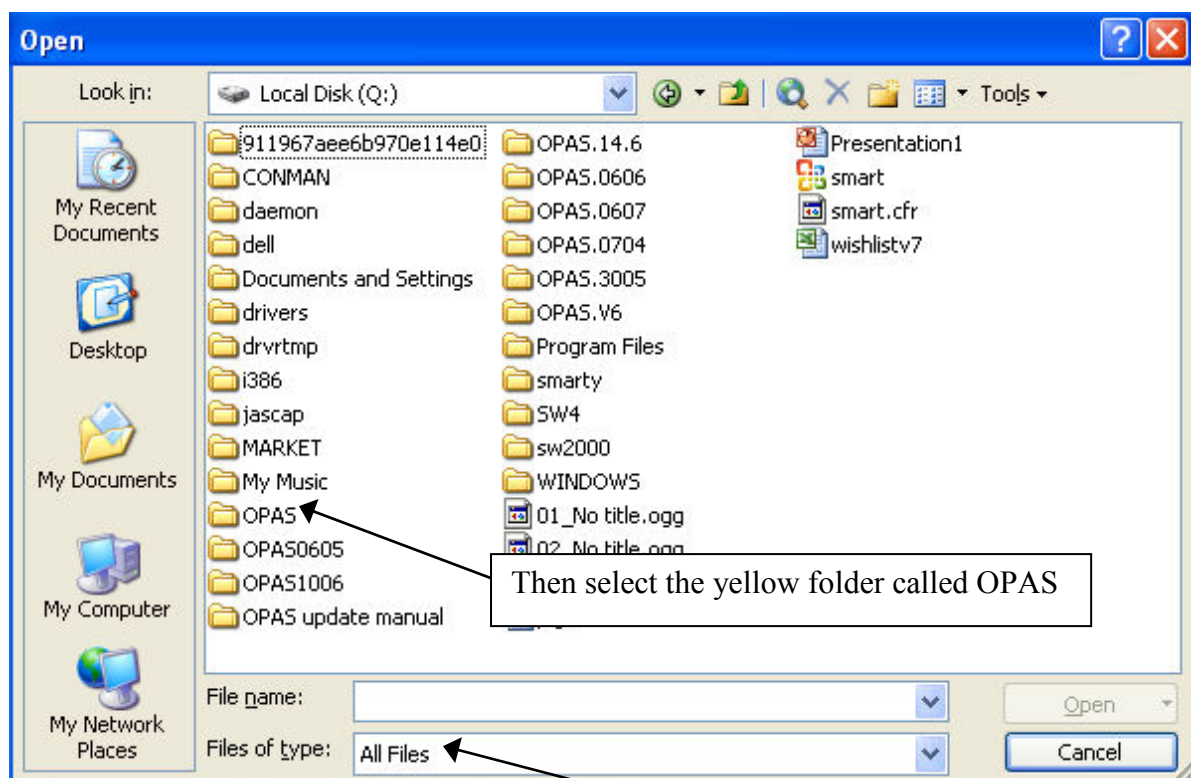 Open
Look in:
Local Disk (Q:)
Tools
My Recent
Documents
Desktop
My Documents
My Computer
My Network
Places
911967aee6b970e114e0
CONMAN
daemon
dell
Documents and Settings
drivers
drvrtmp
i386
jascap
MARKET
My Music
OPAS
OPAS0605
OPAS1006
OPAS update manual
OPAS.14.6
OPAS.0606
OPAS.0607
OPAS.0704
OPAS.3005
OPAS.V6
Program Files
smarty
SW4
sw2000
WINDOWS
01_No title.ogg
02_No title.ogg
Presentation1
smart
smart.cfr
wishlistv7
Then select the yellow folder called OPAS
File name:
Open
Files of type:
All Files
Cancel